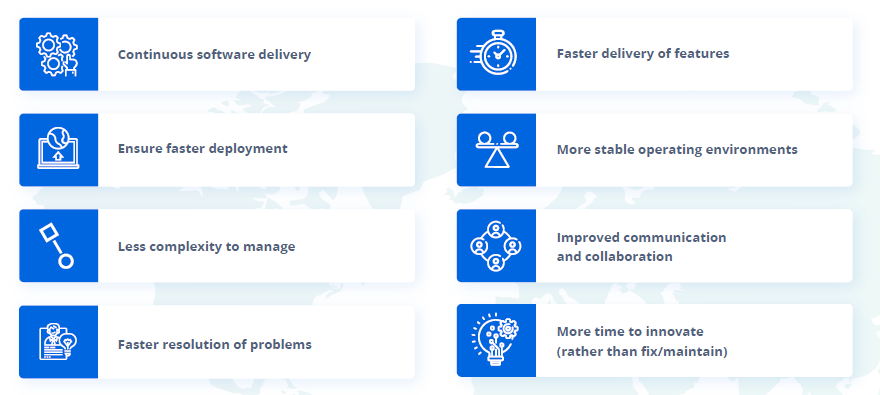 Continuous software delivery
Faster delivery of features
Ensure faster deployment
More stable operating environments
Less complexity to manage
Improved communication
and collaboration
Faster resolution of problems
More time to innovate
(rather than fix/maintain)